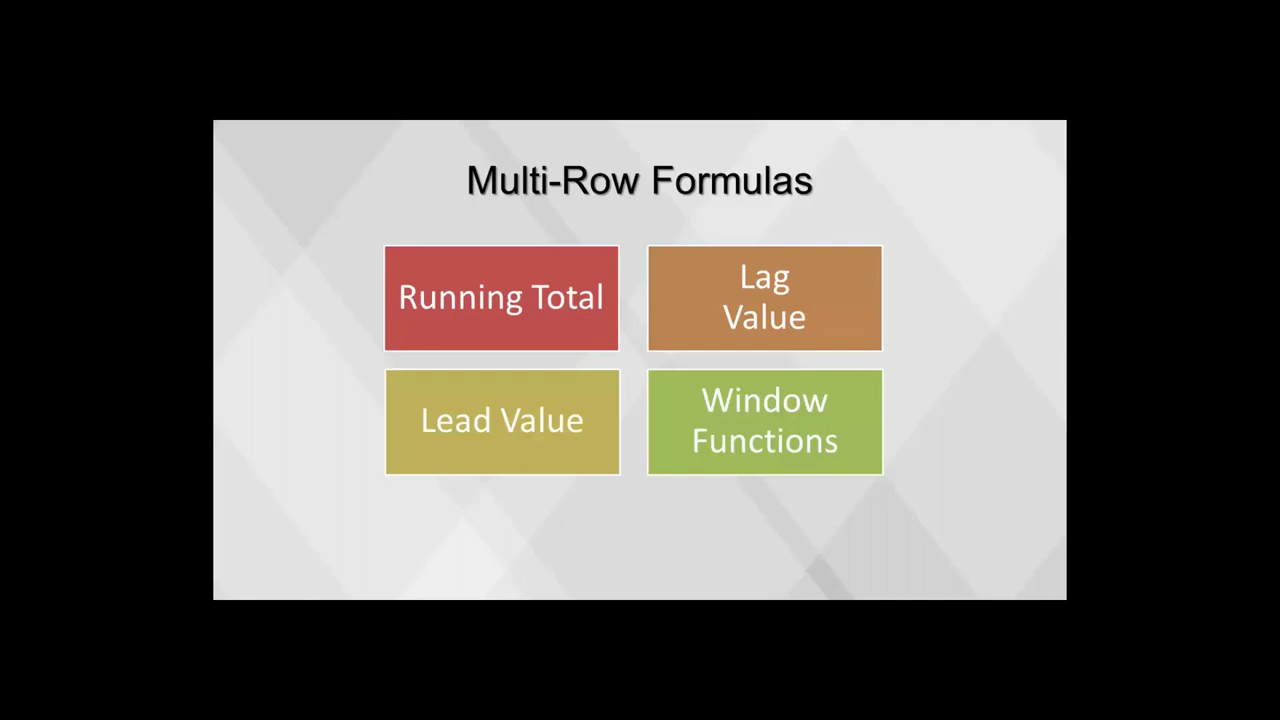 Multi-Row Formulas
Running Total
Lag
Value
Lead Value
Window
Functions